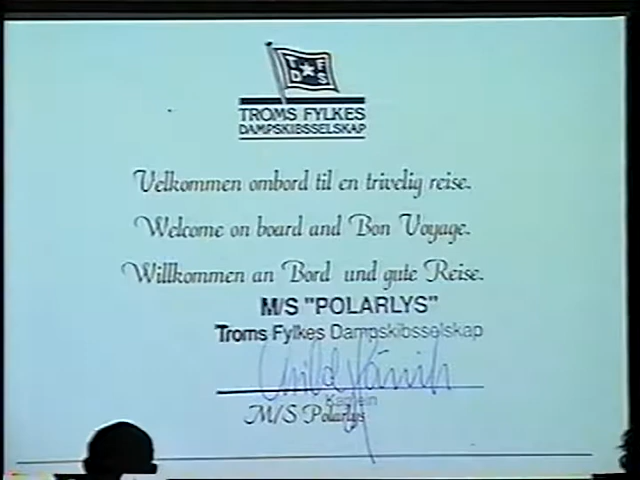 T F
D S
TROMS FYLKES
DAMPSKIBSSELSKAP
Velkommen ombord til en trivelig reise.
Welcome on board and Bon Voyage.
Willkommen an Bord und gute Reise.
M/S "POLARLYS"
Troms Fylkes Dampskibsselskap
Kaptein
M/S Polarlys